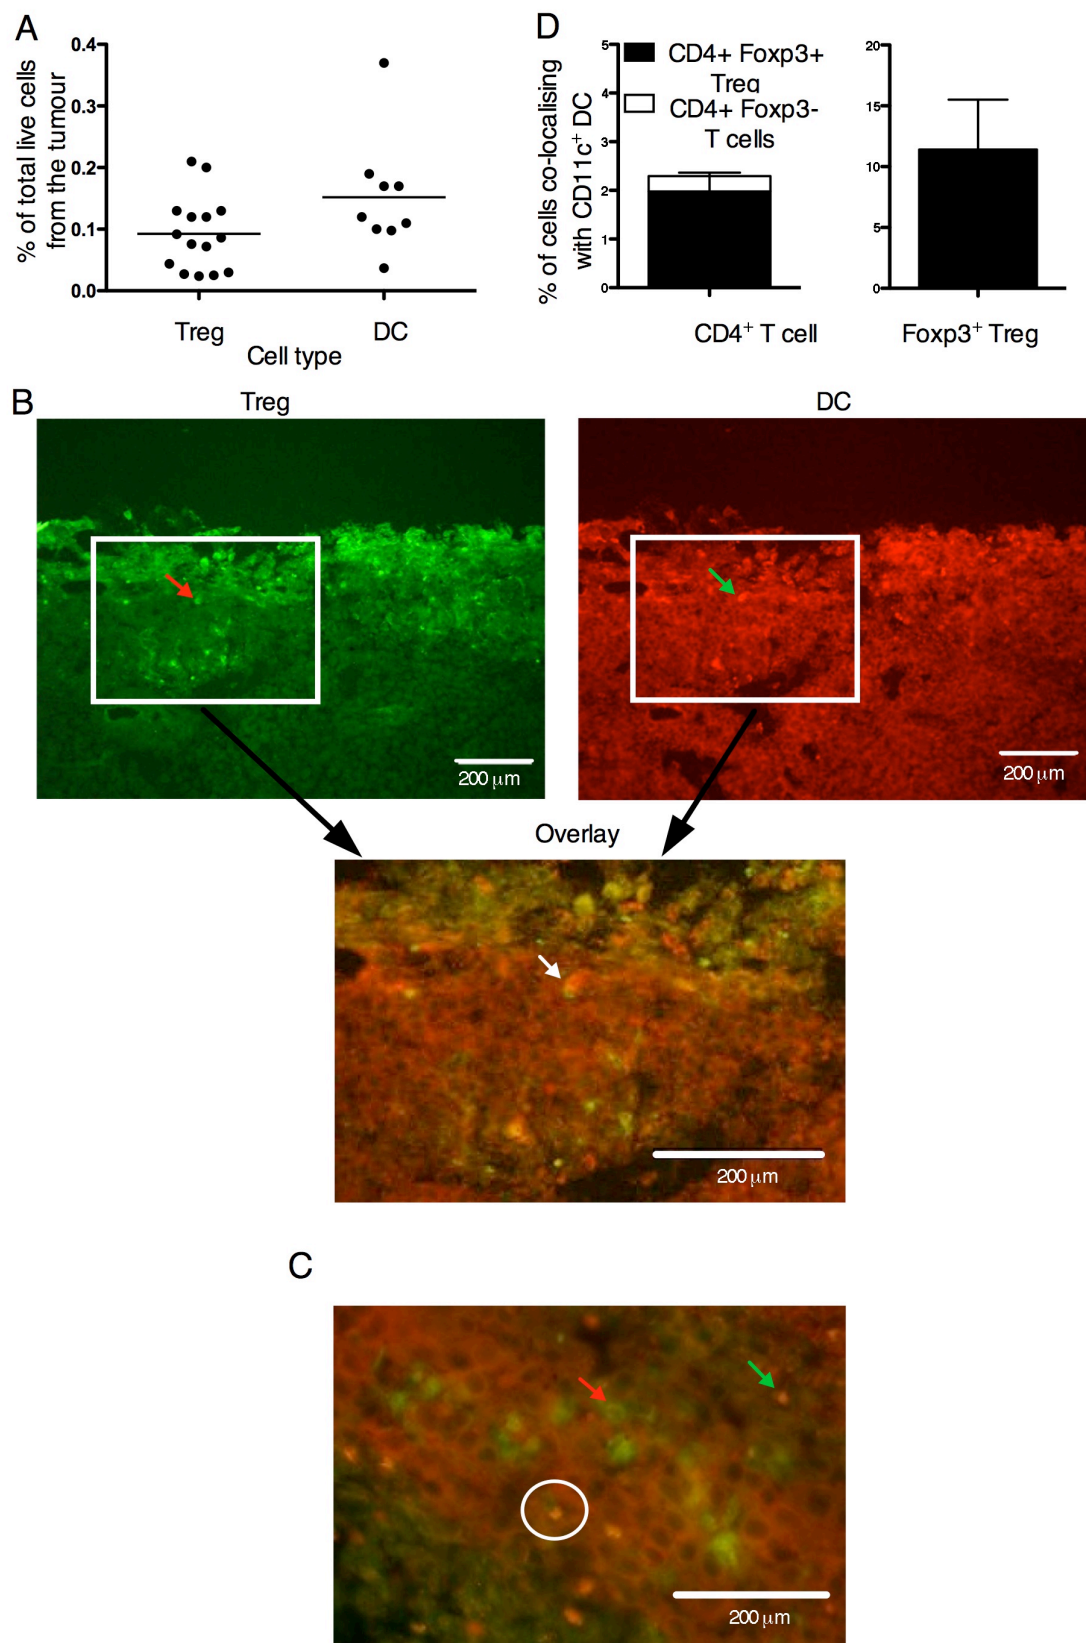 A
% of total live cells
from the tumour
0.4
0.3
0.2
0.1
0.0
Treg
DC
Cell type
D
% of cells co-localising
with CD11c+ DC
5
4
3
2
1
0
CD4+ Foxp3+
Treg
CD4+ Foxp3-
T cells
CD4+ T cell
20
15
10
5
0
Foxp3+ Treg
B
Treg
DC
200 µm
200 µm
Overlay
200 µm
C
200 µm